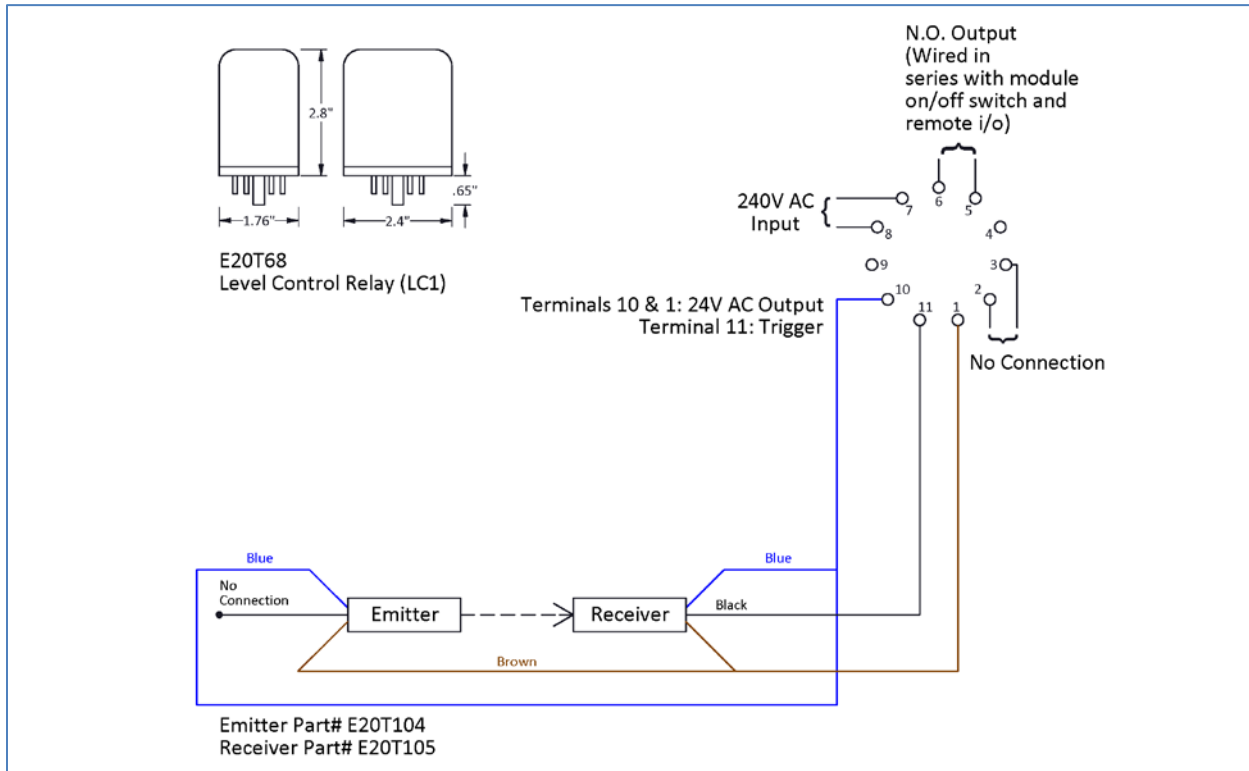 N.O. Output
(Wired in
series with module
on/off switch and
remote i/o)
2.8"
.65"
1.76"
2.4"
E20T68
Level Control Relay (LC1)
240V AC
Input
7
6
5
8
4
9
3
10
2
11
1
Terminals 10 & 1: 24V AC Output
Terminal 11: Trigger
No Connection
Blue
Blue
No
Connection
Emitter
Receiver
Black
Brown
Emitter Part# E20T104
Receiver Part# E20T105